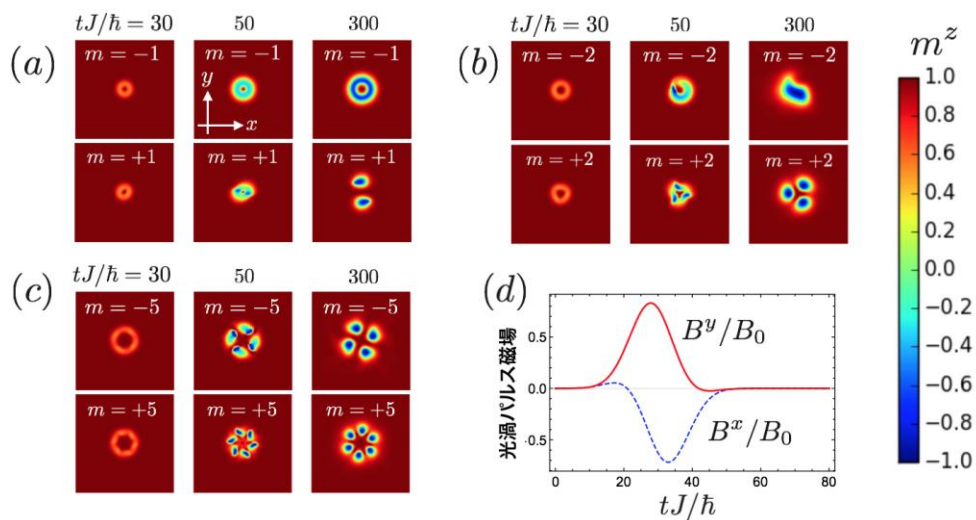 (a)
tJ/ħ = 30 50 300
m = −1 m = −1 m = −1
y
x
m = +1 m = +1 m = +1
(b)
tJ/ħ = 30 50 300
m = −2 m = −2 m = −2
m = +2 m = +2 m = +2
m^z
1.0
0.8
0.6
0.4
0.2
0.0
−0.2
−0.4
−0.6
−0.8
−1.0
(c)
tJ/ħ = 30 50 300
m = −5 m = −5 m = −5
m = +5 m = +5 m = +5
(d)
光渦パルス磁場
0.5
0.0
-0.5
B^y/B_0
B^x/B_0
0 20 40 60 80
tJ/ħ